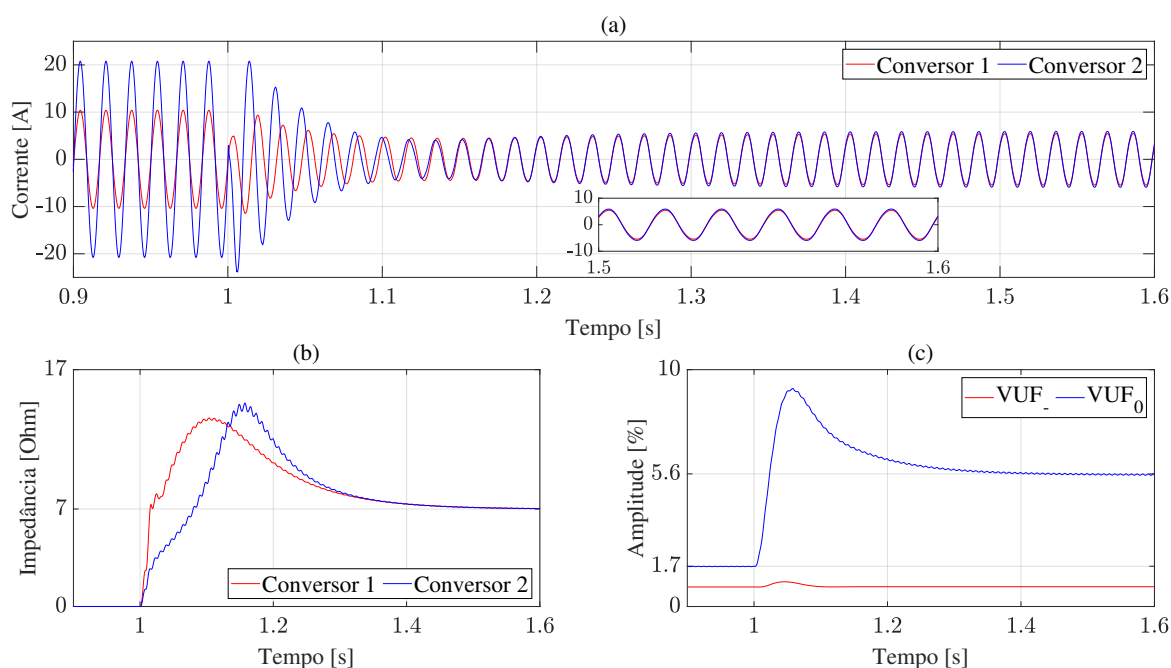 (a)
Corrente [A]
20
10
0
-10
-20
Conversor 1
Conversor 2
10
0
-10
1.5
1.6
0.9
1
1.1
1.2
1.3
1.4
1.5
1.6
Tempo [s]
(b)
Impedância [Ohm]
17
7
0
Conversor 1
Conversor 2
1
1.2
1.4
1.6
Tempo [s]
(c)
Amplitude [%]
10
5.6
1.7
0
VUF_-
VUF_0
1
1.2
1.4
1.6
Tempo [s]